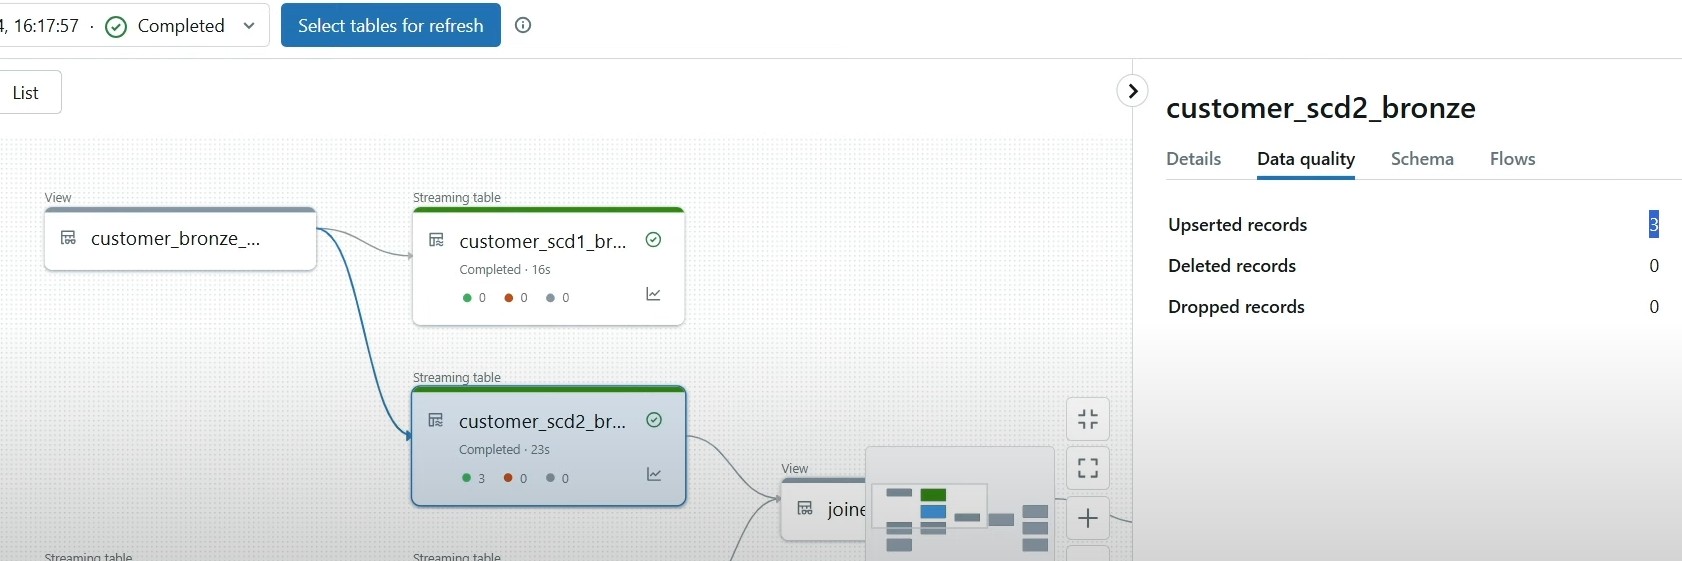 4, 16:17:57 · Completed
Select tables for refresh
List
customer_scd2_bronze
Details Data quality Schema Flows
Upserted records 3
Deleted records 0
Dropped records 0
View
customer_bronze_...
Streaming table
customer_scd1_br...
Completed · 16s
0 0 0
Streaming table
customer_scd2_br...
Completed · 23s
3 0 0
View
joine
Streaming table
Streaming table